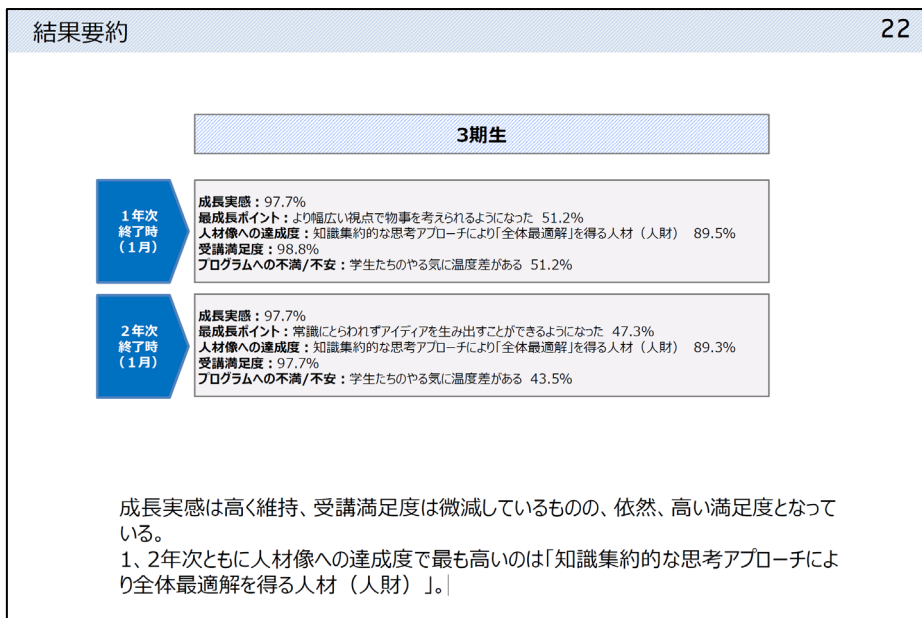 結果要約
22
3期生
1年次
終了時
(1月)
成長実感:97.7%
最成長ポイント:より幅広い視点で物事を考えられるようになった 51.2%
人材像への達成度:知識集約的な思考アプローチにより「全体最適解」を得る人材(人財) 89.5%
受講満足度:98.8%
プログラムへの不満/不安:学生たちのやる気に温度差がある 51.2%
2年次
終了時
(1月)
成長実感:97.7%
最成長ポイント:常識にとらわれずアイディアを生み出すことができるようになった 47.3%
人材像への達成度:知識集約的な思考アプローチにより「全体最適解」を得る人材(人財) 89.3%
受講満足度:97.7%
プログラムへの不満/不安:学生たちのやる気に温度差がある 43.5%
成長実感は高く維持、受講満足度は微減しているものの、依然、高い満足度となって
いる。
1、2年次ともに人材像への達成度で最も高いのは「知識集約的な思考アプローチによ
り全体最適解を得る人材(人財)」。